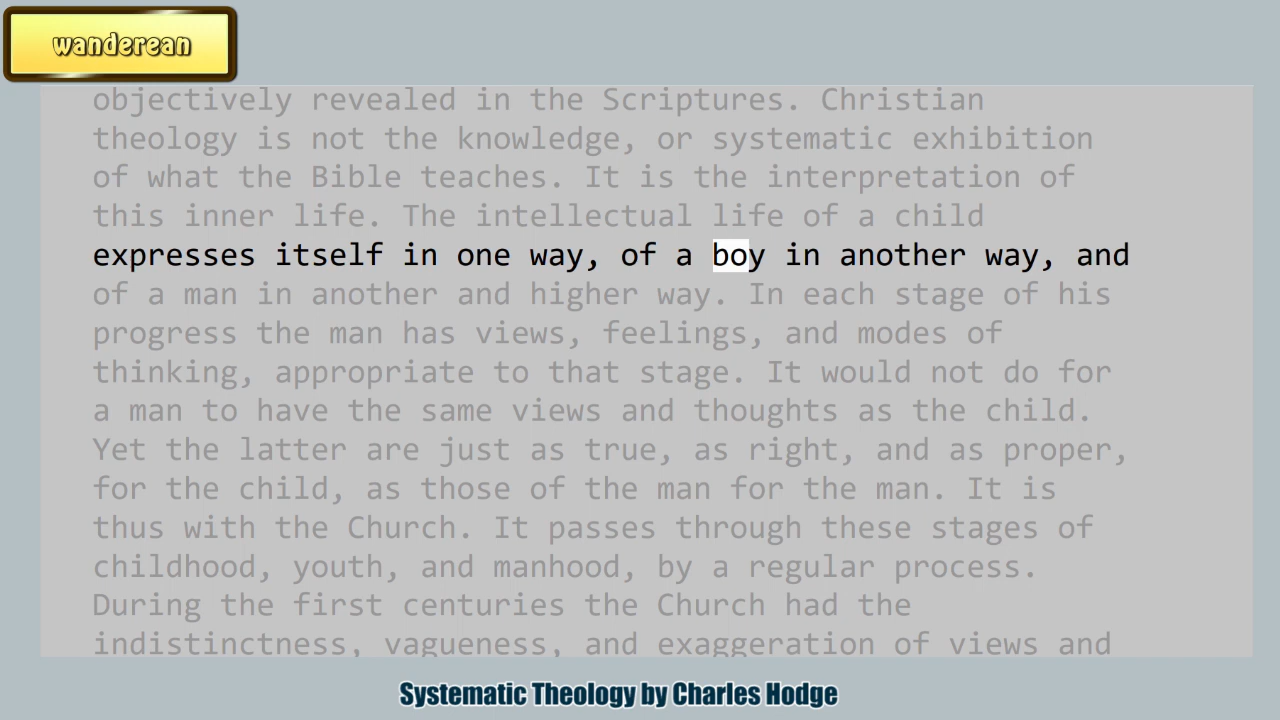 wanderean
objectively revealed in the Scriptures. Christian
theology is not the knowledge, or systematic exhibition
of what the Bible teaches. It is the interpretation of
this inner life. The intellectual life of a child
expresses itself in one way, of a boy in another way, and
of a man in another and higher way. In each stage of his
progress the man has views, feelings, and modes of
thinking, appropriate to that stage. It would not do for
a man to have the same views and thoughts as the child.
Yet the latter are just as true, as right, and as proper,
for the child, as those of the man for the man. It is
thus with the Church. It passes through these stages of
childhood, youth, and manhood, by a regular process.
During the first centuries the Church had the
indistinctness, vagueness, and exaggeration of views and
Systematic Theology by Charles Hodge